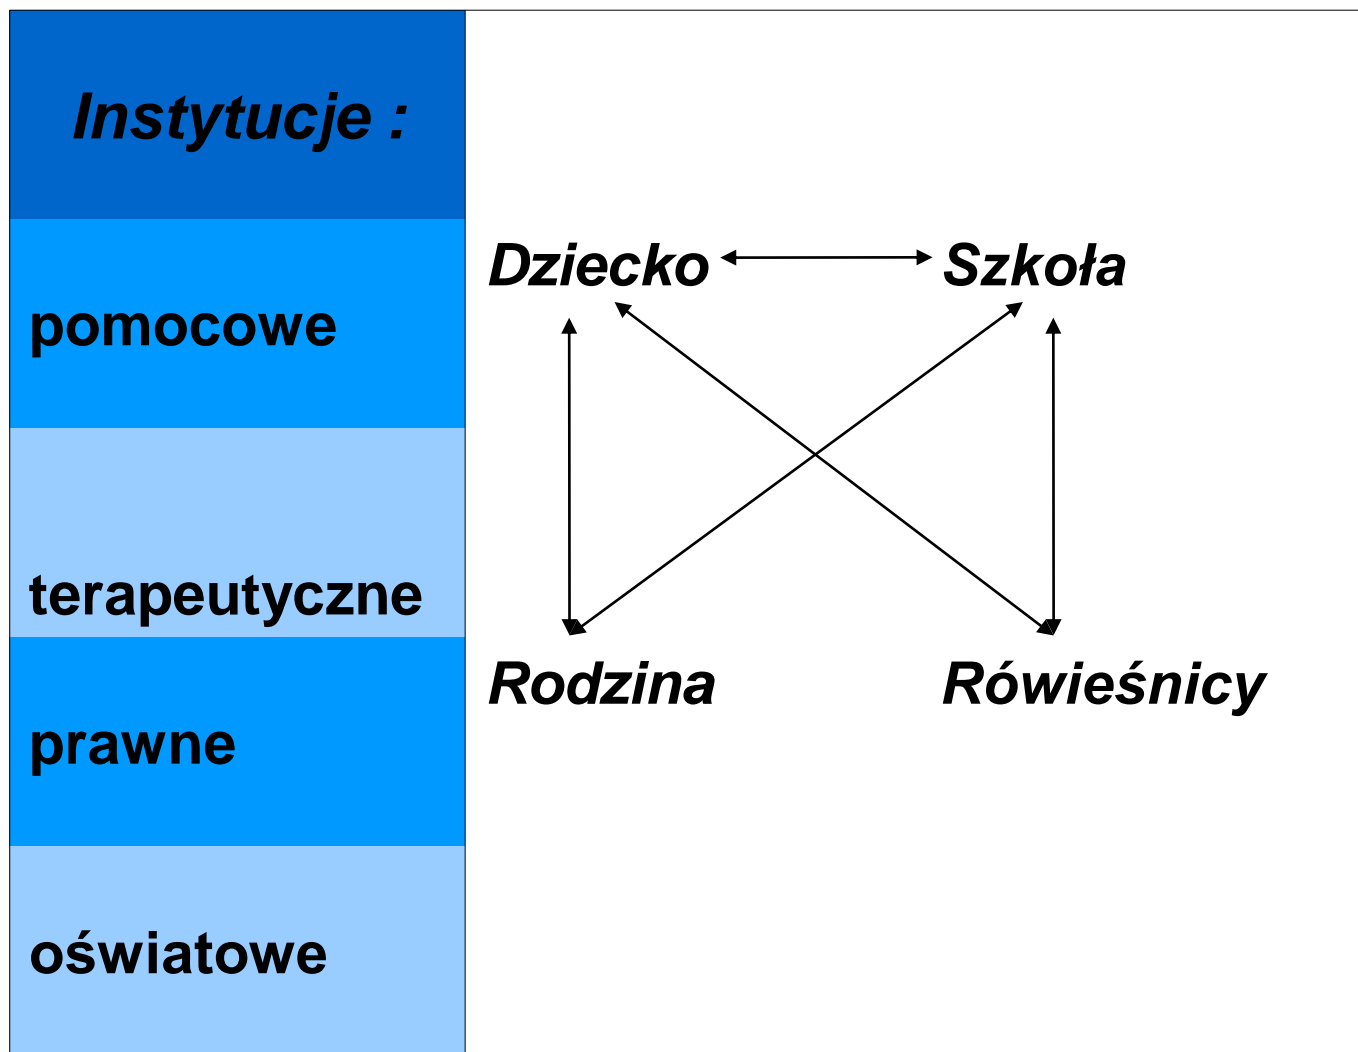 Instytucje :
pomocowe
terapeutyczne
prawne
oświatowe
Dziecko
Szkoła
Rodzina
Rówieśnicy